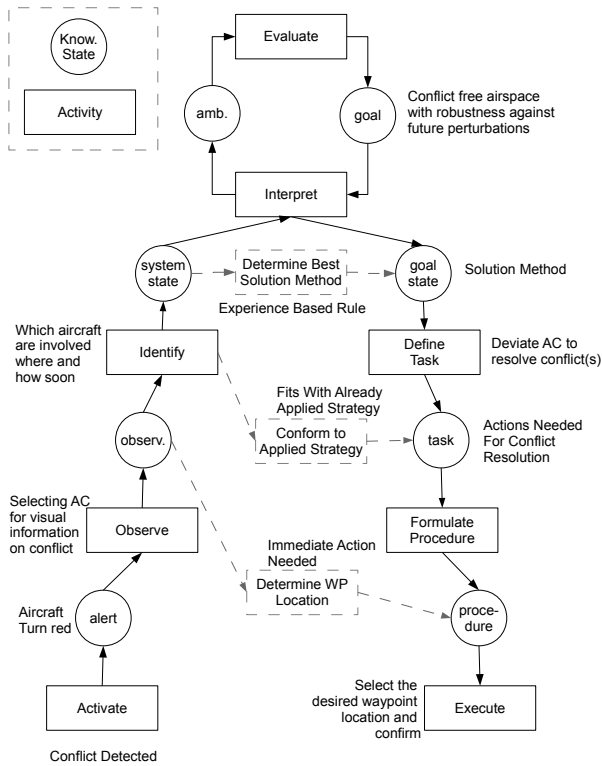 Know.
State
Activity
Evaluate
amb.
goal
Conflict free airspace
with robustness against
future perturbations
Interpret
system
state
Determine Best
Solution Method
goal
state
Solution Method
Experience Based Rule
Which aircraft
are involved
where and
how soon
Identify
Define
Task
Deviate AC to
resolve conflict(s)
Fits With Already
Applied Strategy
observ.
Conform to
Applied Strategy
task
Actions Needed
For Conflict
Resolution
Selecting AC
for visual
information
on conflict
Observe
Formulate
Procedure
Immediate Action
Needed
Determine WP
Location
Aircraft
Turn red
alert
proce-
dure
Activate
Select the
desired waypoint
location and
confirm
Execute
Conflict Detected